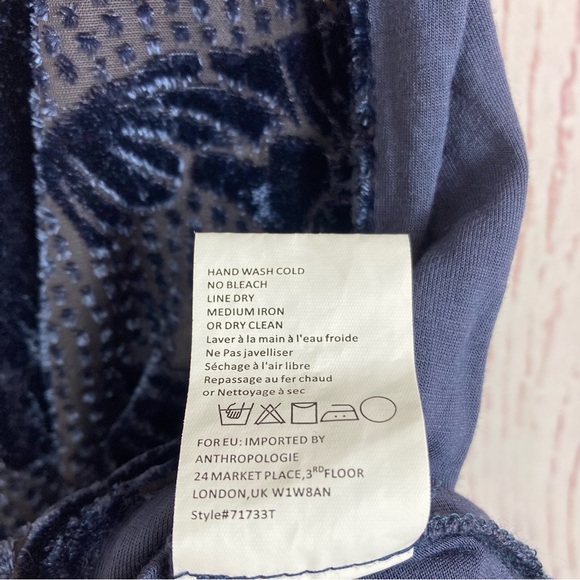 HAND WASH COLD
NO BLEACH
LINE DRY
MEDIUM IRON
OR DRY CLEAN
Laver à la main à l'eau froide
Ne Pas javelliser
Séchage à l'air libre
Repassage au fer chaud
or Nettoyage à sec
FOR EU: IMPORTED BY
ANTHROPOLOGIE
24 MARKET PLACE,3RDFLOOR
LONDON,UK W1W8AN
Style#71733T